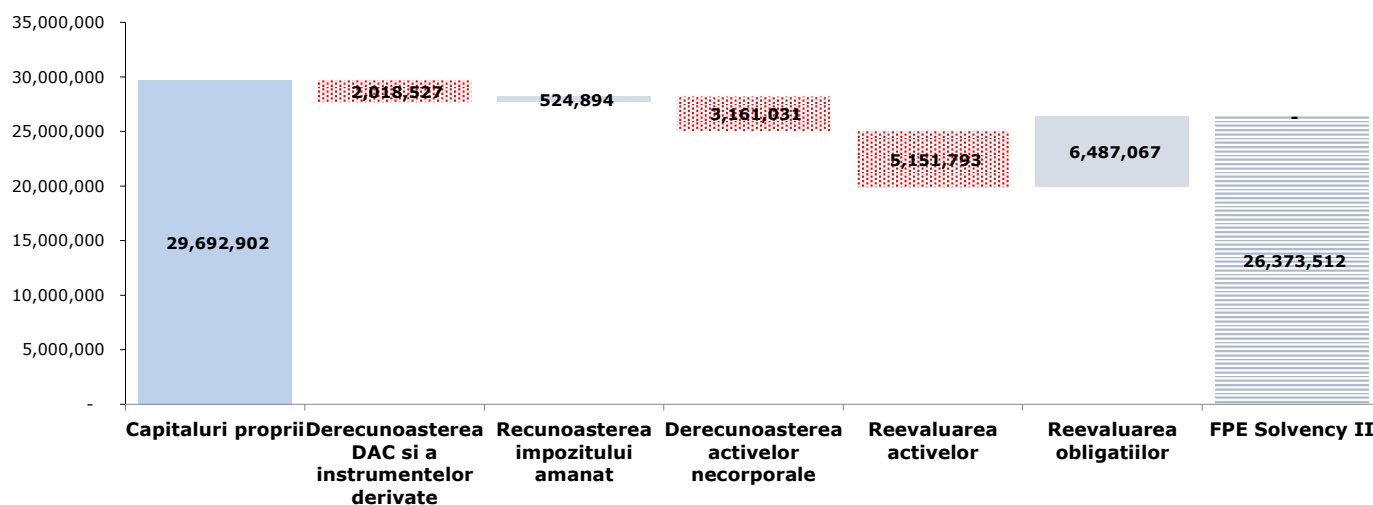 35,000,000
30,000,000
25,000,000
20,000,000
15,000,000
10,000,000
5,000,000
-
29,692,902
2,018,527
524,894
3,161,031
5,151,793
6,487,067
-
26,373,512
Capitaluri proprii
Derecunoasterea
DAC si a
instrumentelor
derivate
Recunoasterea
impozitului
amanat
Derecunoasterea
activelor
necorporale
Reevaluarea
activelor
Reevaluarea
obligatiilor
FPE Solvency II